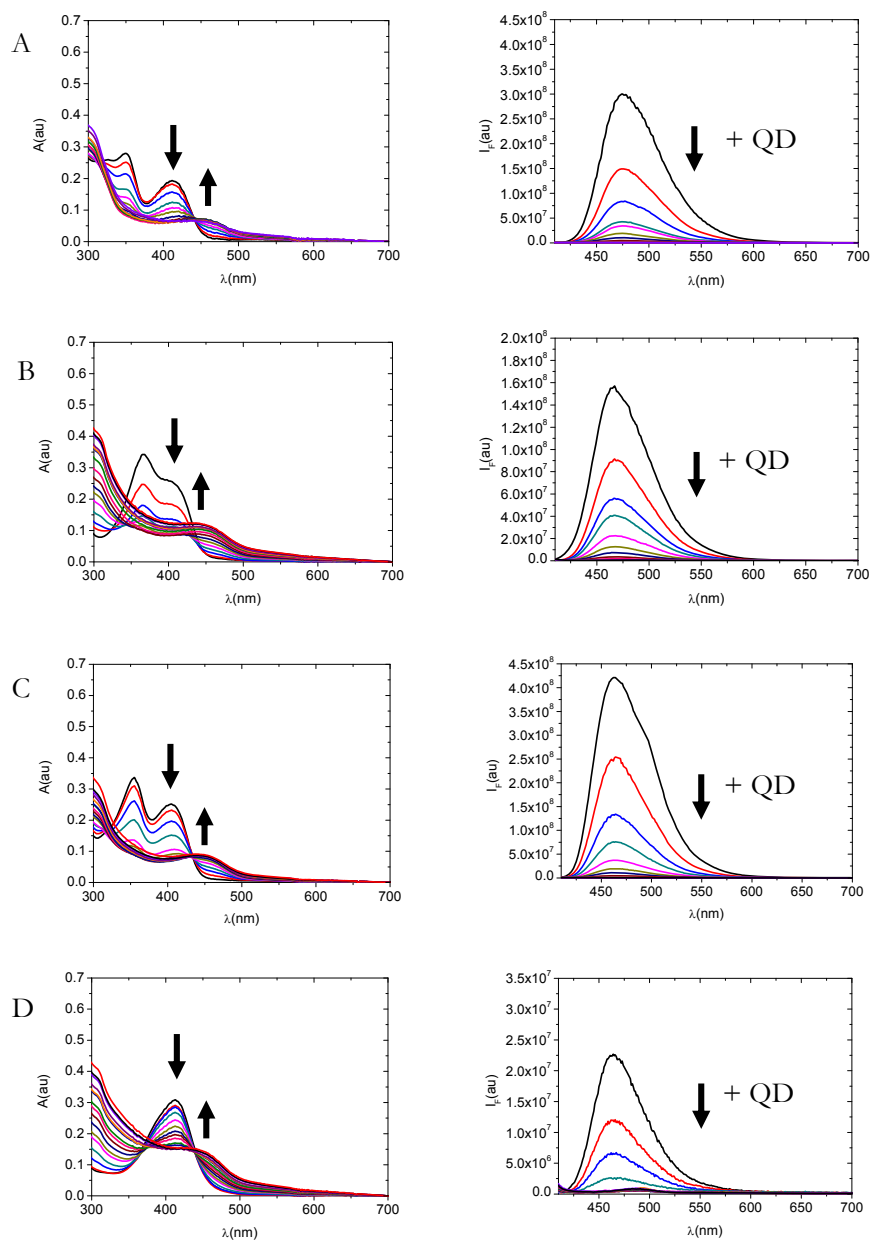 A
0.7
0.6
0.5
0.4
0.3
0.2
0.1
0.0
A(au)
300 400 500 600 700
λ(nm)
4.5x10⁸
4.0x10⁸
3.5x10⁸
3.0x10⁸
2.5x10⁸
2.0x10⁸
1.5x10⁸
1.0x10⁸
5.0x10⁷
0.0
I_F(au)
+ QD
450 500 550 600 650 700
λ(nm)
B
0.7
0.6
0.5
0.4
0.3
0.2
0.1
0.0
A(au)
300 400 500 600 700
λ(nm)
2.0x10⁸
1.8x10⁸
1.6x10⁸
1.4x10⁸
1.2x10⁸
1.0x10⁸
8.0x10⁷
6.0x10⁷
4.0x10⁷
2.0x10⁷
0.0
I_F(au)
+ QD
450 500 550 600 650 700
λ(nm)
C
0.7
0.6
0.5
0.4
0.3
0.2
0.1
0.0
A(au)
300 400 500 600 700
λ(nm)
4.5x10⁸
4.0x10⁸
3.5x10⁸
3.0x10⁸
2.5x10⁸
2.0x10⁸
1.5x10⁸
1.0x10⁸
5.0x10⁷
0.0
I_F(au)
+ QD
450 500 550 600 650 700
λ(nm)
D
0.7
0.6
0.5
0.4
0.3
0.2
0.1
0.0
A(au)
300 400 500 600 700
λ(nm)
3.5x10⁷
3.0x10⁷
2.5x10⁷
2.0x10⁷
1.5x10⁷
1.0x10⁷
5.0x10⁶
0.0
I_F(au)
+ QD
450 500 550 600 650 700
λ(nm)